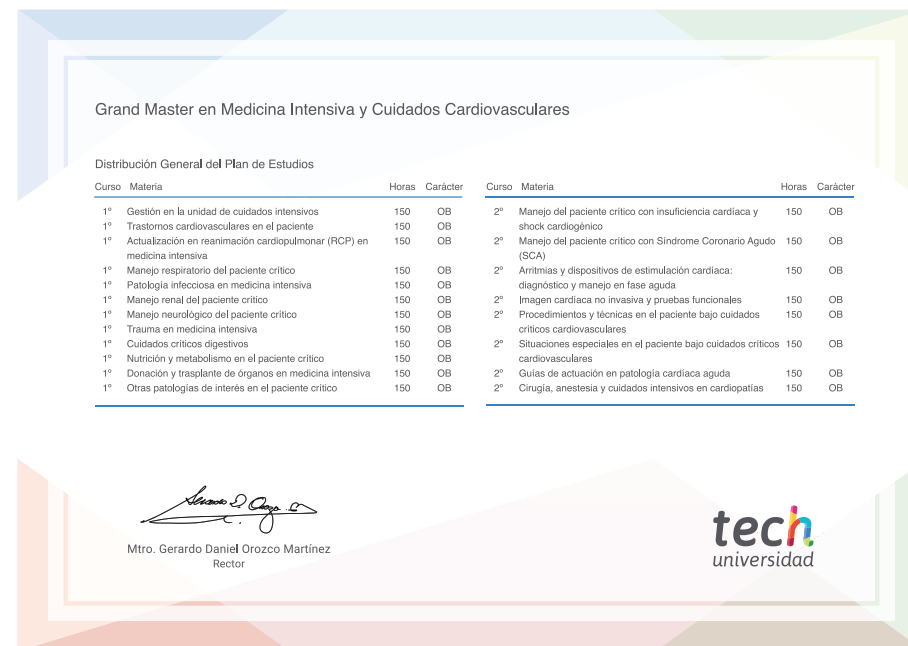 Grand Master en Medicina Intensiva y Cuidados Cardiovasculares
Distribución General del Plan de Estudios
Curso Materia Horas Carácter
1º Gestión en la unidad de cuidados intensivos 150 OB
1º Trastornos cardiovasculares en el paciente 150 OB
1º Actualización en reanimación cardiopulmonar (RCP) en 150 OB
medicina intensiva
1º Manejo respiratorio del paciente crítico 150 OB
1º Patología infecciosa en medicina intensiva 150 OB
1º Manejo renal del paciente crítico 150 OB
1º Manejo neurológico del paciente crítico 150 OB
1º Trauma en medicina intensiva 150 OB
1º Cuidados críticos digestivos 150 OB
1º Nutrición y metabolismo en el paciente crítico 150 OB
1º Donación y trasplante de órganos en medicina intensiva 150 OB
1º Otras patologías de interés en el paciente crítico 150 OB
Curso Materia Horas Carácter
2º Manejo del paciente crítico con insuficiencia cardíaca y 150 OB
shock cardiogénico
2º Manejo del paciente crítico con Síndrome Coronario Agudo 150 OB
(SCA)
2º Arritmias y dispositivos de estimulación cardíaca: 150 OB
diagnóstico y manejo en fase aguda
2º Imagen cardíaca no invasiva y pruebas funcionales 150 OB
2º Procedimientos y técnicas en el paciente bajo cuidados 150 OB
críticos cardiovasculares
2º Situaciones especiales en el paciente bajo cuidados críticos 150 OB
cardiovasculares
2º Guías de actuación en patología cardíaca aguda 150 OB
2º Cirugía, anestesia y cuidados intensivos en cardiopatías 150 OB
Mtro. Gerardo Daniel Orozco Martínez
Rector
tech
universidad